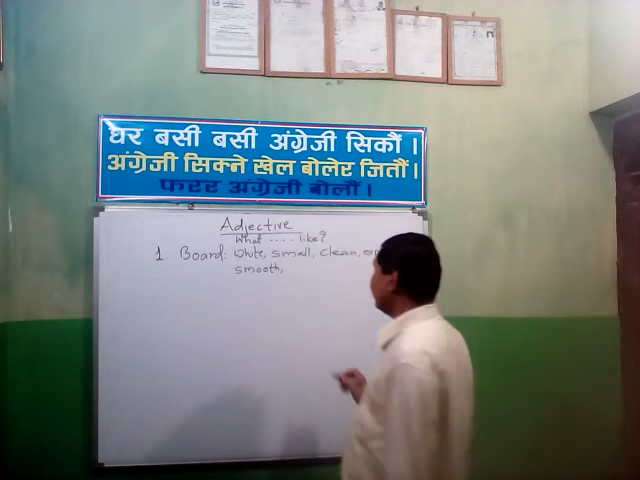 घर बसी बसी अंग्रेजी सिकौं ।
अंग्रेजी सिक्ने खेल बोलेर जितौं ।
फरर अंग्रेजी बोलौं ।
Adjective
What .... like?
1 Board: White, small, clean,
smooth,